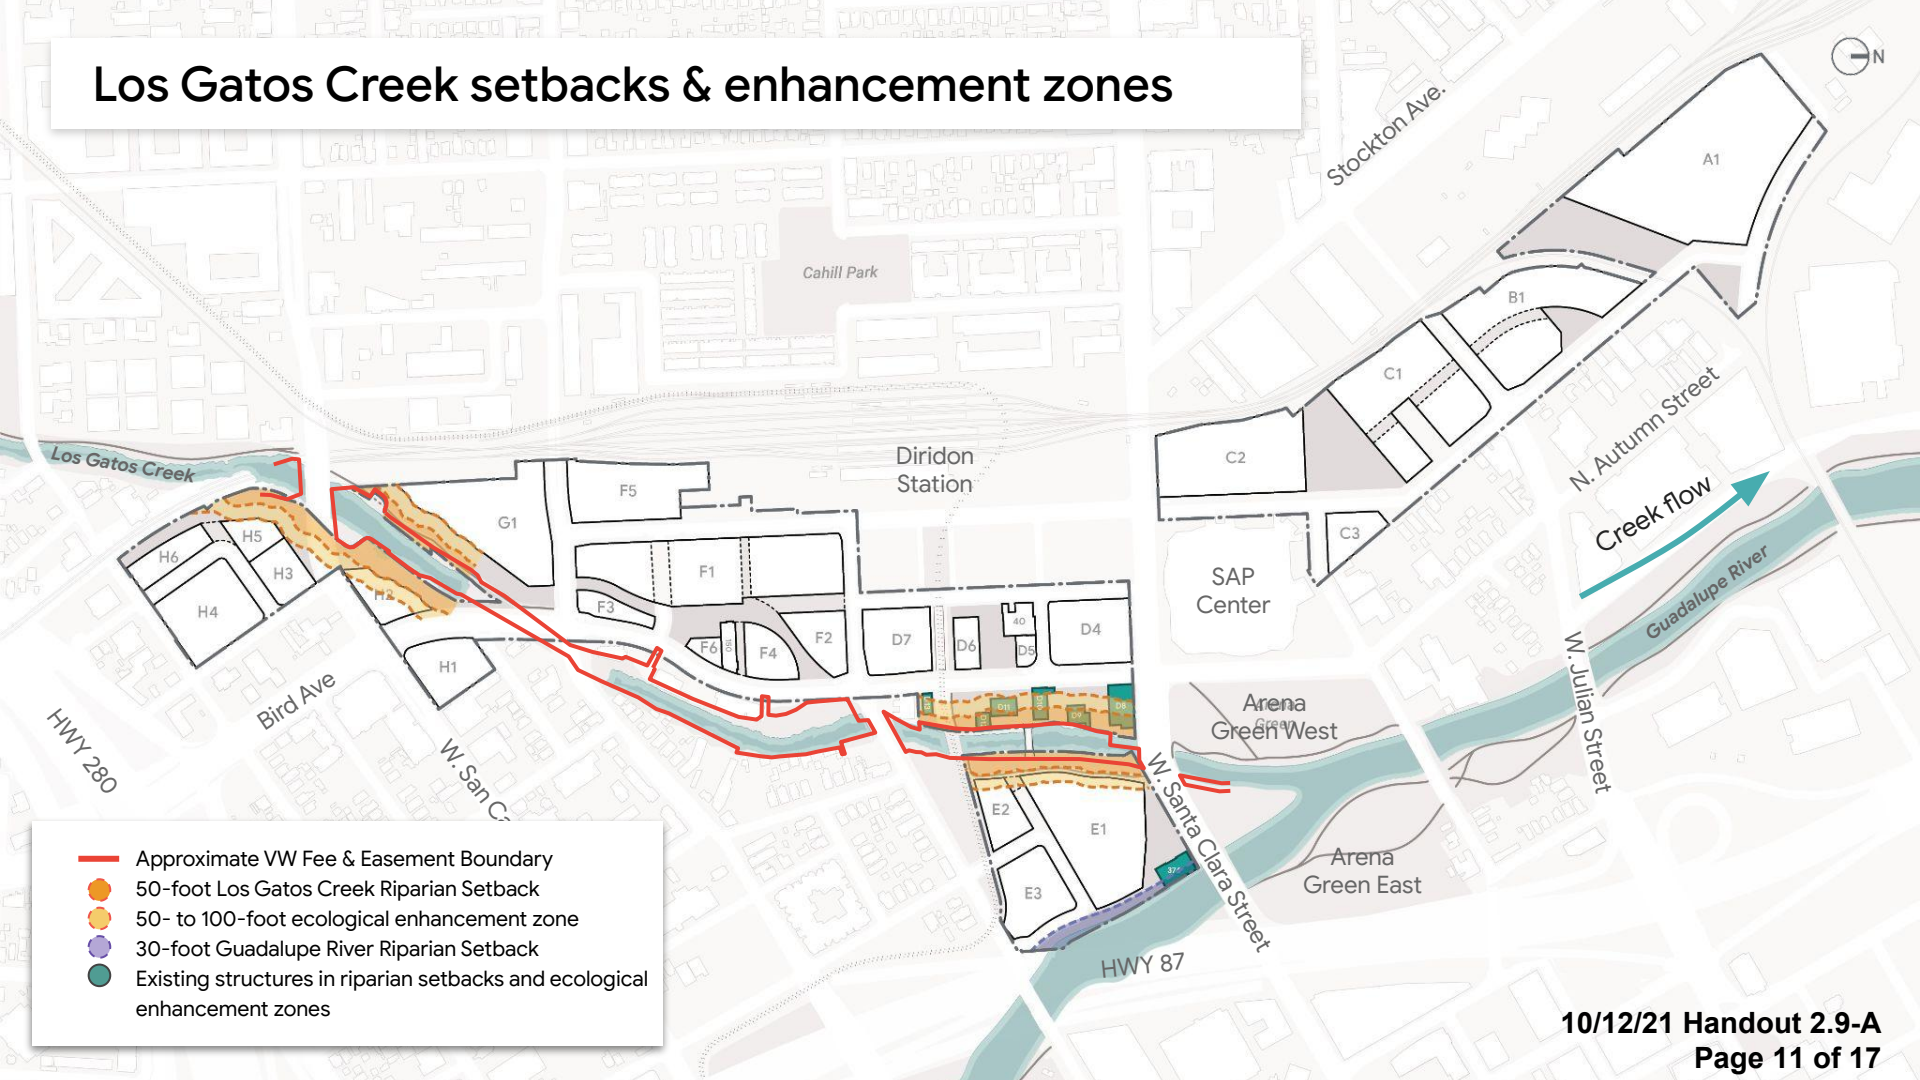 Los Gatos Creek setbacks & enhancement zones
N
Stockton Ave.
A1
Cahill Park
B1
C1
N. Autumn Street
Los Gatos Creek
Diridon
Station
C2
F5
G1
C3
Creek flow
H5
H6
H3
F1
SAP
Center
Guadalupe River
H2
H4
F3
40
D4
F2
D7
D6
D5
F6
F4
H1
W. Julian Street
Bird Ave
Arena
Green West
D11
D9
D8
HWY 280
W. San Ca
W. Santa Clara Street
E2
E1
E3
Arena
Green East
HWY 87
Approximate VW Fee & Easement Boundary
50-foot Los Gatos Creek Riparian Setback
50- to 100-foot ecological enhancement zone
30-foot Guadalupe River Riparian Setback
Existing structures in riparian setbacks and ecological
enhancement zones
10/12/21 Handout 2.9-A
Page 11 of 17